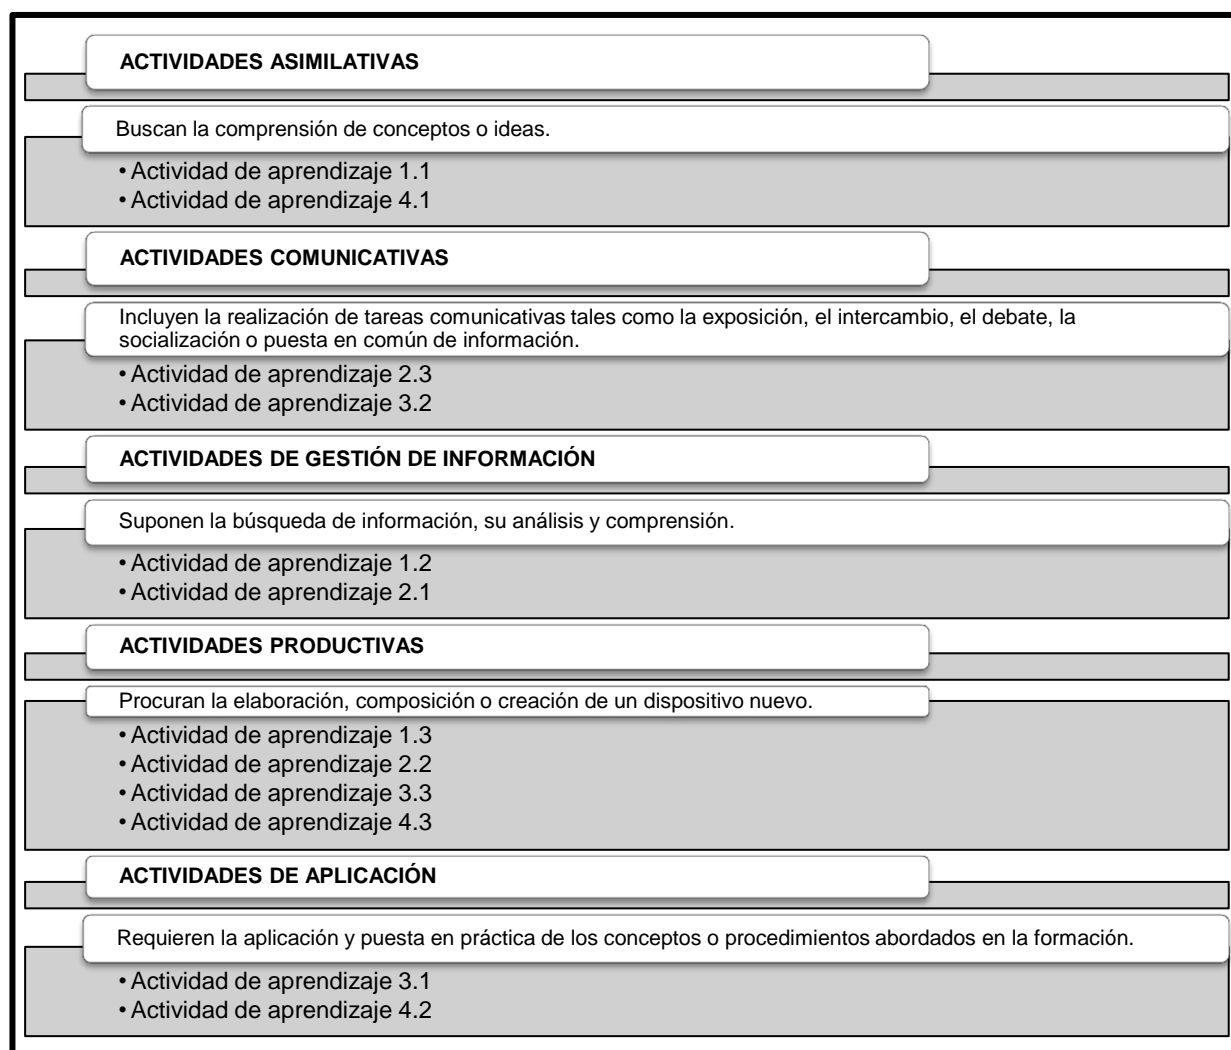 ACTIVIDADES ASIMILATIVAS
Buscan la comprensión de conceptos o ideas.
• Actividad de aprendizaje 1.1
• Actividad de aprendizaje 4.1
ACTIVIDADES COMUNICATIVAS
Incluyen la realización de tareas comunicativas tales como la exposición, el intercambio, el debate, la
socialización o puesta en común de información.
• Actividad de aprendizaje 2.3
• Actividad de aprendizaje 3.2
ACTIVIDADES DE GESTIÓN DE INFORMACIÓN
Suponen la búsqueda de información, su análisis y comprensión.
• Actividad de aprendizaje 1.2
• Actividad de aprendizaje 2.1
ACTIVIDADES PRODUCTIVAS
Procuran la elaboración, composición o creación de un dispositivo nuevo.
• Actividad de aprendizaje 1.3
• Actividad de aprendizaje 2.2
• Actividad de aprendizaje 3.3
• Actividad de aprendizaje 4.3
ACTIVIDADES DE APLICACIÓN
Requieren la aplicación y puesta en práctica de los conceptos o procedimientos abordados en la formación.
• Actividad de aprendizaje 3.1
• Actividad de aprendizaje 4.2